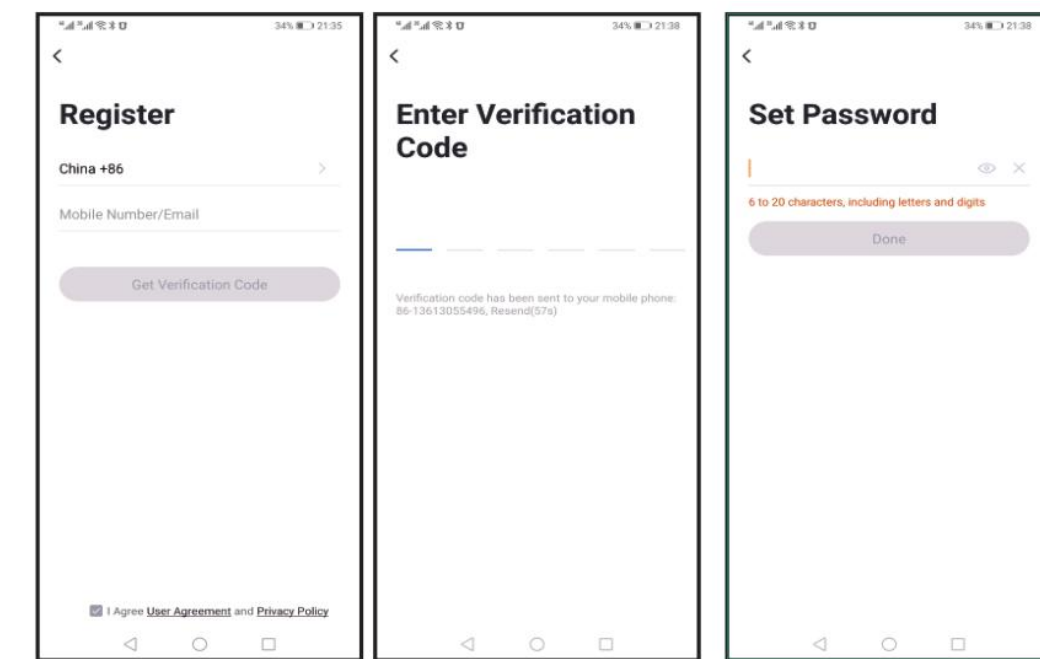 34% 21:35
Register
China +86
Mobile Number/Email
Get Verification Code
I Agree User Agreement and Privacy Policy
34% 21:38
Enter Verification
Code
Verification code has been sent to your mobile phone:
86-13613055496, Resend(57s)
34% 21:38
Set Password
6 to 20 characters, including letters and digits
Done